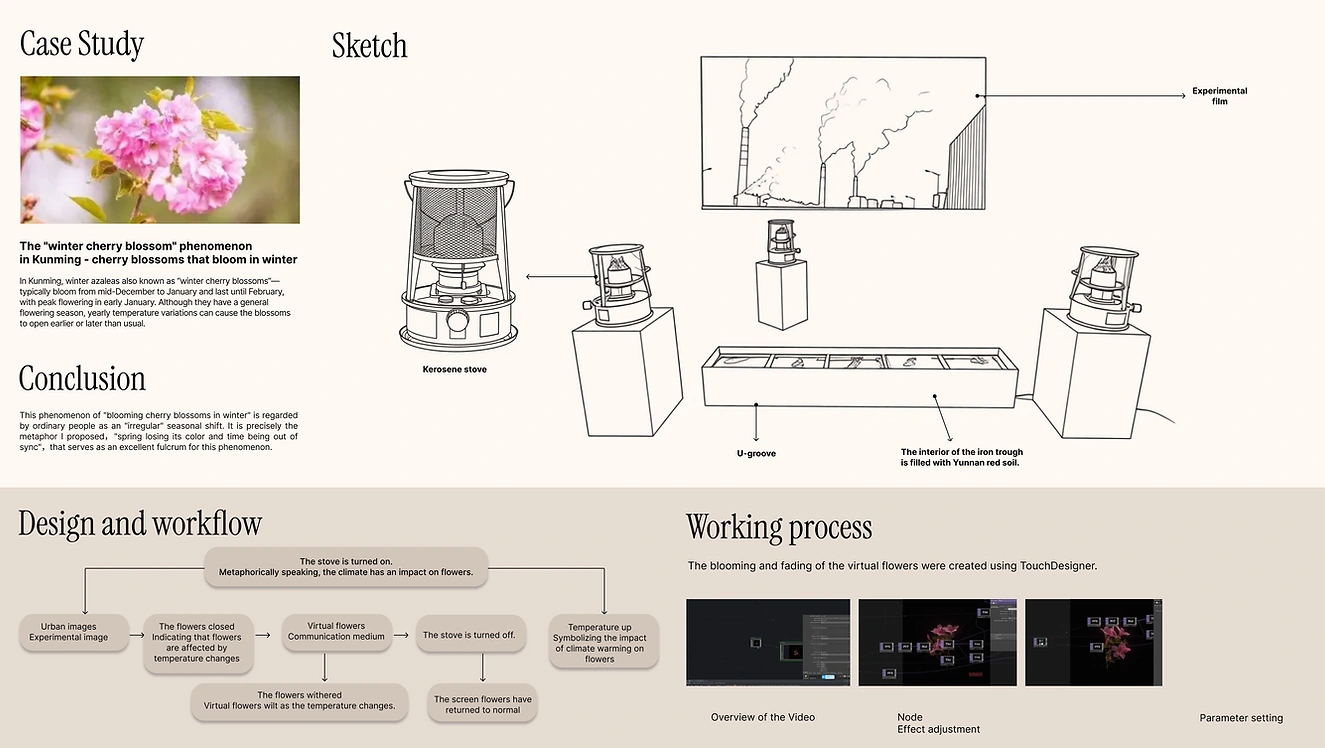 Case Study
The "winter cherry blossom" phenomenon
in Kunming - cherry blossoms that bloom in winter
In Kunming, winter azaleas also known as "winter cherry blossoms"—
typically bloom from mid-December to January and last until February,
with peak flowering in early January. Although they have a general
flowering season, yearly temperature variations can cause the blossoms
to open earlier or later than usual.
Conclusion
This phenomenon of "blooming cherry blossoms in winter" is regarded
by ordinary people as an "irregular" seasonal shift. It is precisely the
metaphor I proposed，"spring losing its color and time being out of
sync"，that serves as an excellent fulcrum for this phenomenon.
Sketch
Experimental
film
Kerosene stove
U-groove
The interior of the iron trough
is filled with Yunnan red soil.
Design and workflow
The stove is turned on.
Metaphorically speaking, the climate has an impact on flowers.
Urban images
Experimental image
The flowers closed
Indicating that flowers
are affected by
temperature changes
Virtual flowers
Communication medium
The stove is turned off.
Temperature up
Symbolizing the impact
of climate warming on
flowers
The flowers withered
Virtual flowers wilt as the temperature changes.
The screen flowers have
returned to normal
Working process
The blooming and fading of the virtual flowers were created using TouchDesigner.
Overview of the Video
Node
Effect adjustment
Parameter setting